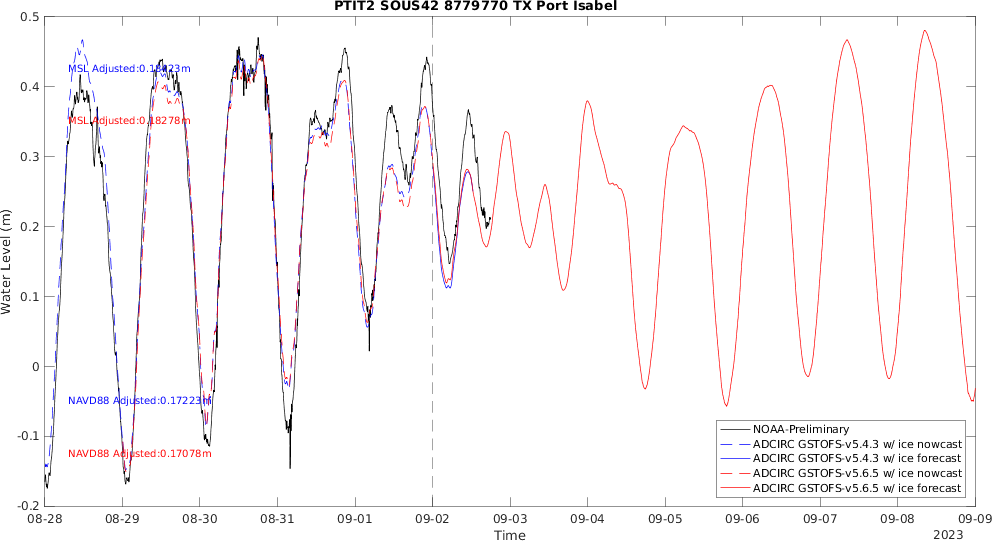 PTIT2 SOUS42 8779770 TX Port Isabel
0.5
0.4
0.3
0.2
0.1
0
-0.1
-0.2
Water Level (m)
MSL Adjusted:0.18423m
MSL Adjusted:0.18278m
NAVD88 Adjusted:0.17223m
NAVD88 Adjusted:0.17078m
NOAA-Preliminary
ADCIRC GSTOFS-v5.4.3 w/ ice nowcast
ADCIRC GSTOFS-v5.4.3 w/ ice forecast
ADCIRC GSTOFS-v5.6.5 w/ ice nowcast
ADCIRC GSTOFS-v5.6.5 w/ ice forecast
08-28 08-29 08-30 08-31 09-01 09-02 09-03 09-04 09-05 09-06 09-07 09-08 09-09
Time
2023